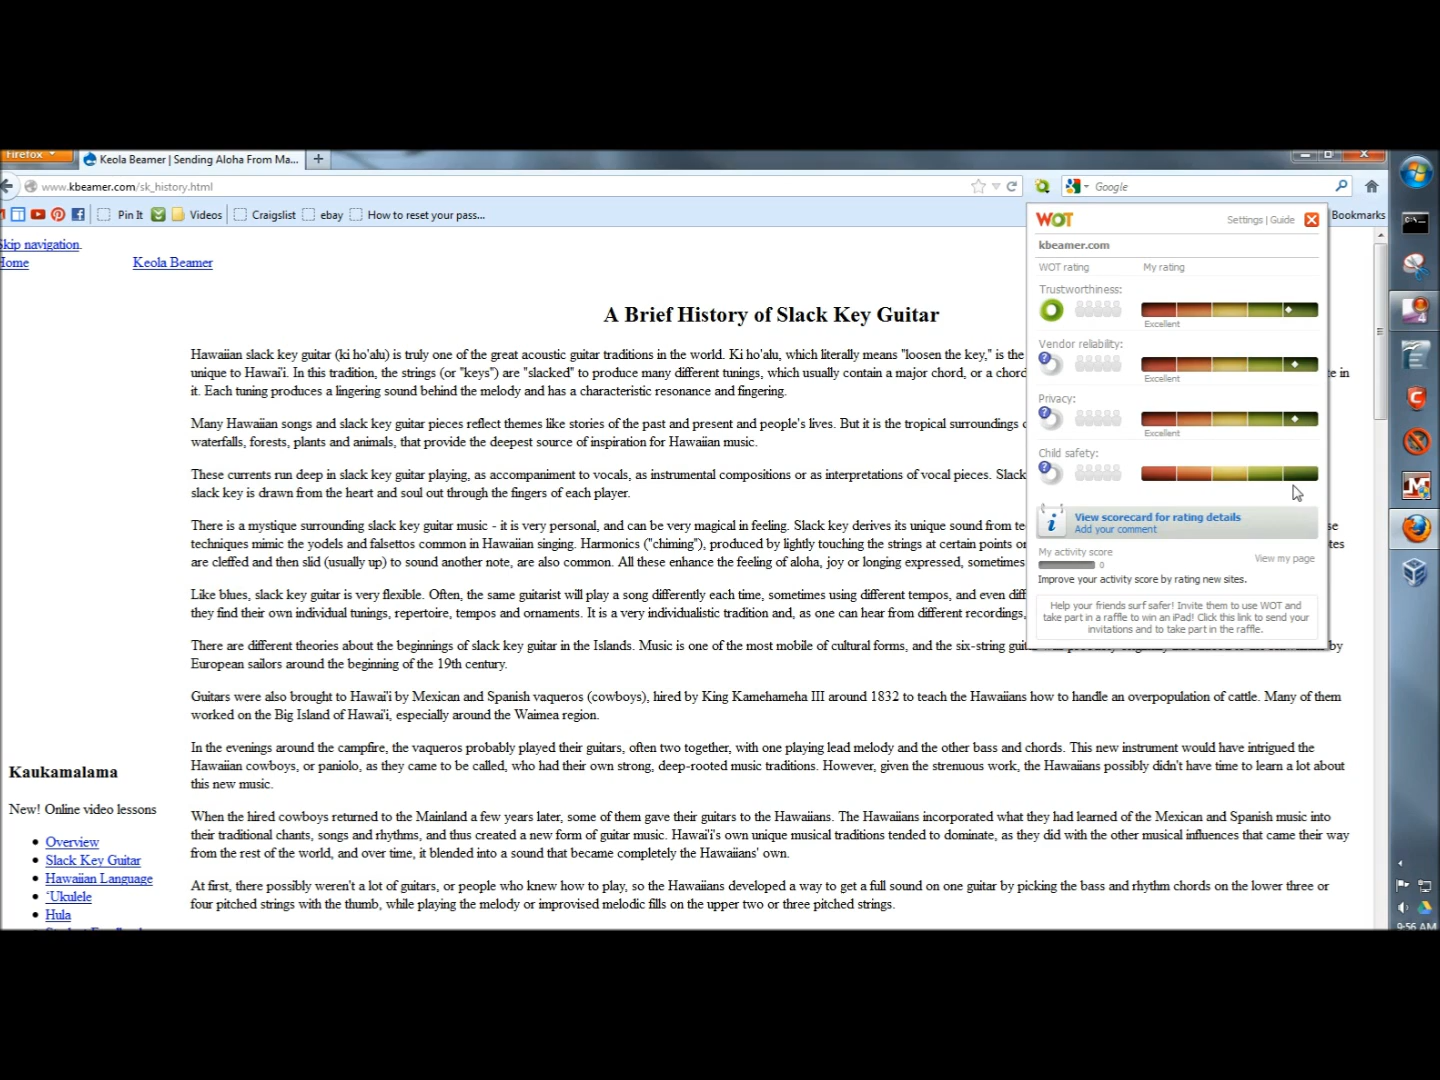 Firefox
Keola Beamer | Sending Aloha From Ma...
www.kbeamer.com/sk_history.html
Google
Pin It
Videos
Craigslist
ebay
How to reset your pass...
Bookmarks
Skip navigation.
Home
Keola Beamer
A Brief History of Slack Key Guitar
Hawaiian slack key guitar (ki ho'alu) is truly one of the great acoustic guitar traditions in the world. Ki ho'alu, which literally means "loosen the key," is the
unique to Hawai'i. In this tradition, the strings (or "keys") are "slacked" to produce many different tunings, which usually contain a major chord, or a chord te in
it. Each tuning produces a lingering sound behind the melody and has a characteristic resonance and fingering.
Many Hawaiian songs and slack key guitar pieces reflect themes like stories of the past and present and people's lives. But it is the tropical surroundings
waterfalls, forests, plants and animals, that provide the deepest source of inspiration for Hawaiian music.
These currents run deep in slack key guitar playing, as accompaniment to vocals, as instrumental compositions or as interpretations of vocal pieces. Slack
slack key is drawn from the heart and soul out through the fingers of each player.
There is a mystique surrounding slack key guitar music - it is very personal, and can be very magical in feeling. Slack key derives its unique sound from te se
techniques mimic the yodels and falsettos common in Hawaiian singing. Harmonics ("chiming"), produced by lightly touching the strings at certain points or otes
are cleffed and then slid (usually up) to sound another note, are also common. All these enhance the feeling of aloha, joy or longing expressed, sometimes
Like blues, slack key guitar is very flexible. Often, the same guitarist will play a song differently each time, sometimes using different tempos, and even diff
they find their own individual tunings, repertoire, tempos and ornaments. It is a very individualistic tradition and, as one can hear from different recordings,
There are different theories about the beginnings of slack key guitar in the Islands. Music is one of the most mobile of cultural forms, and the six-string by
European sailors around the beginning of the 19th century.
Guitars were also brought to Hawai'i by Mexican and Spanish vaqueros (cowboys), hired by King Kamehameha III around 1832 to teach the Hawaiians how to handle an overpopulation of cattle. Many of them
worked on the Big Island of Hawai'i, especially around the Waimea region.
In the evenings around the campfire, the vaqueros probably played their guitars, often two together, with one playing lead melody and the other bass and chords. This new instrument would have intrigued the
Hawaiian cowboys, or paniolo, as they came to be called, who had their own strong, deep-rooted music traditions. However, given the strenuous work, the Hawaiians possibly didn't have time to learn a lot about
this new music.
When the hired cowboys returned to the Mainland a few years later, some of them gave their guitars to the Hawaiians. The Hawaiians incorporated what they had learned of the Mexican and Spanish music into
their traditional chants, songs and rhythms, and thus created a new form of guitar music. Hawai'i's own unique musical traditions tended to dominate, as they did with the other musical influences that came their way
from the rest of the world, and over time, it blended into a sound that became completely the Hawaiians' own.
At first, there possibly weren't a lot of guitars, or people who knew how to play, so the Hawaiians developed a way to get a full sound on one guitar by picking the bass and rhythm chords on the lower three or
four pitched strings with the thumb, while playing the melody or improvised melodic fills on the upper two or three pitched strings.
Kaukamalama
New! Online video lessons
Overview
Slack Key Guitar
Hawaiian Language
`Ukulele
Hula
WOT
Settings | Guide
kbeamer.com
WOT rating
My rating
Trustworthiness:
Excellent
Vendor reliability:
Excellent
Privacy:
Excellent
Child safety:
View scorecard for rating details
Add your comment
My activity score
0
View my page
Improve your activity score by rating new sites.
Help your friends surf safer! Invite them to use WOT and
take part in a raffle to win an iPad! Click this link to send your
invitations and to take part in the raffle.
9:56 AM